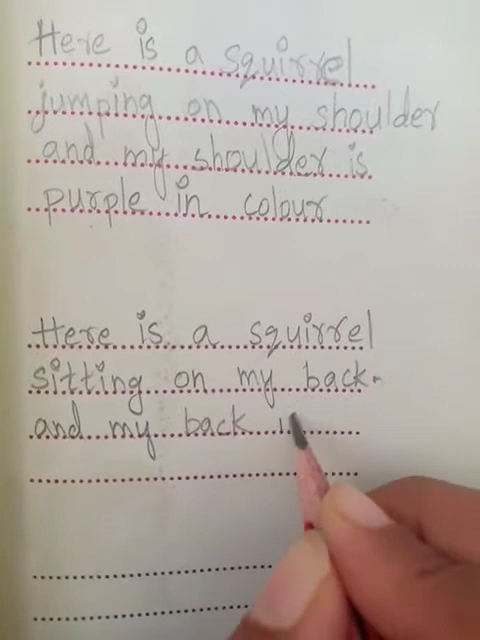 Here is a squirrel
jumping on my shoulder
and my shoulder is
purple in colour
Here is a squirrel
sitting on my back.
and my back